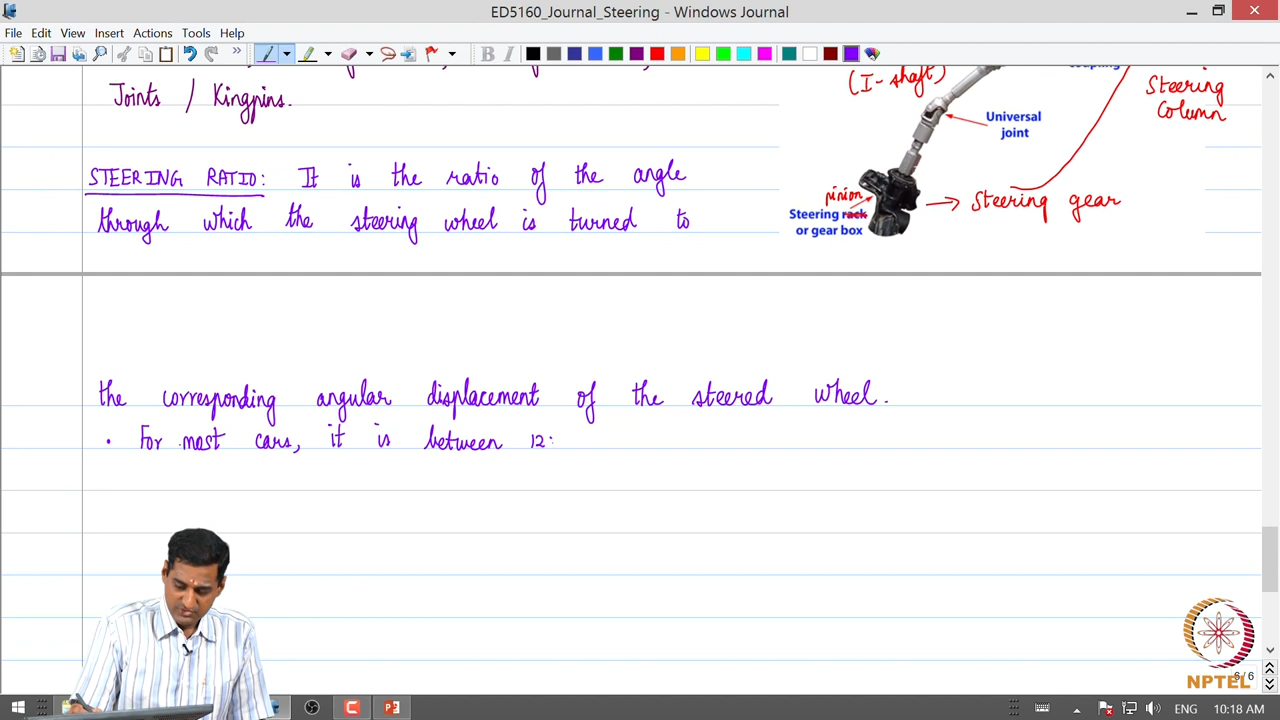 ED5160_Journal_Steering - Windows Journal
File Edit View Insert Actions Tools Help
Joints / Kingpins.
(I-shaft)
Steering
Column
Universal
joint
STEERING RATIO: It is the ratio of the angle
through which the steering wheel is turned to
pinion
Steering rack
or gear box
Steering gear
the corresponding angular displacement of the steered wheel.
• For most cars, it is between 12:
NPTEL
8/6
ENG 10:18 AM